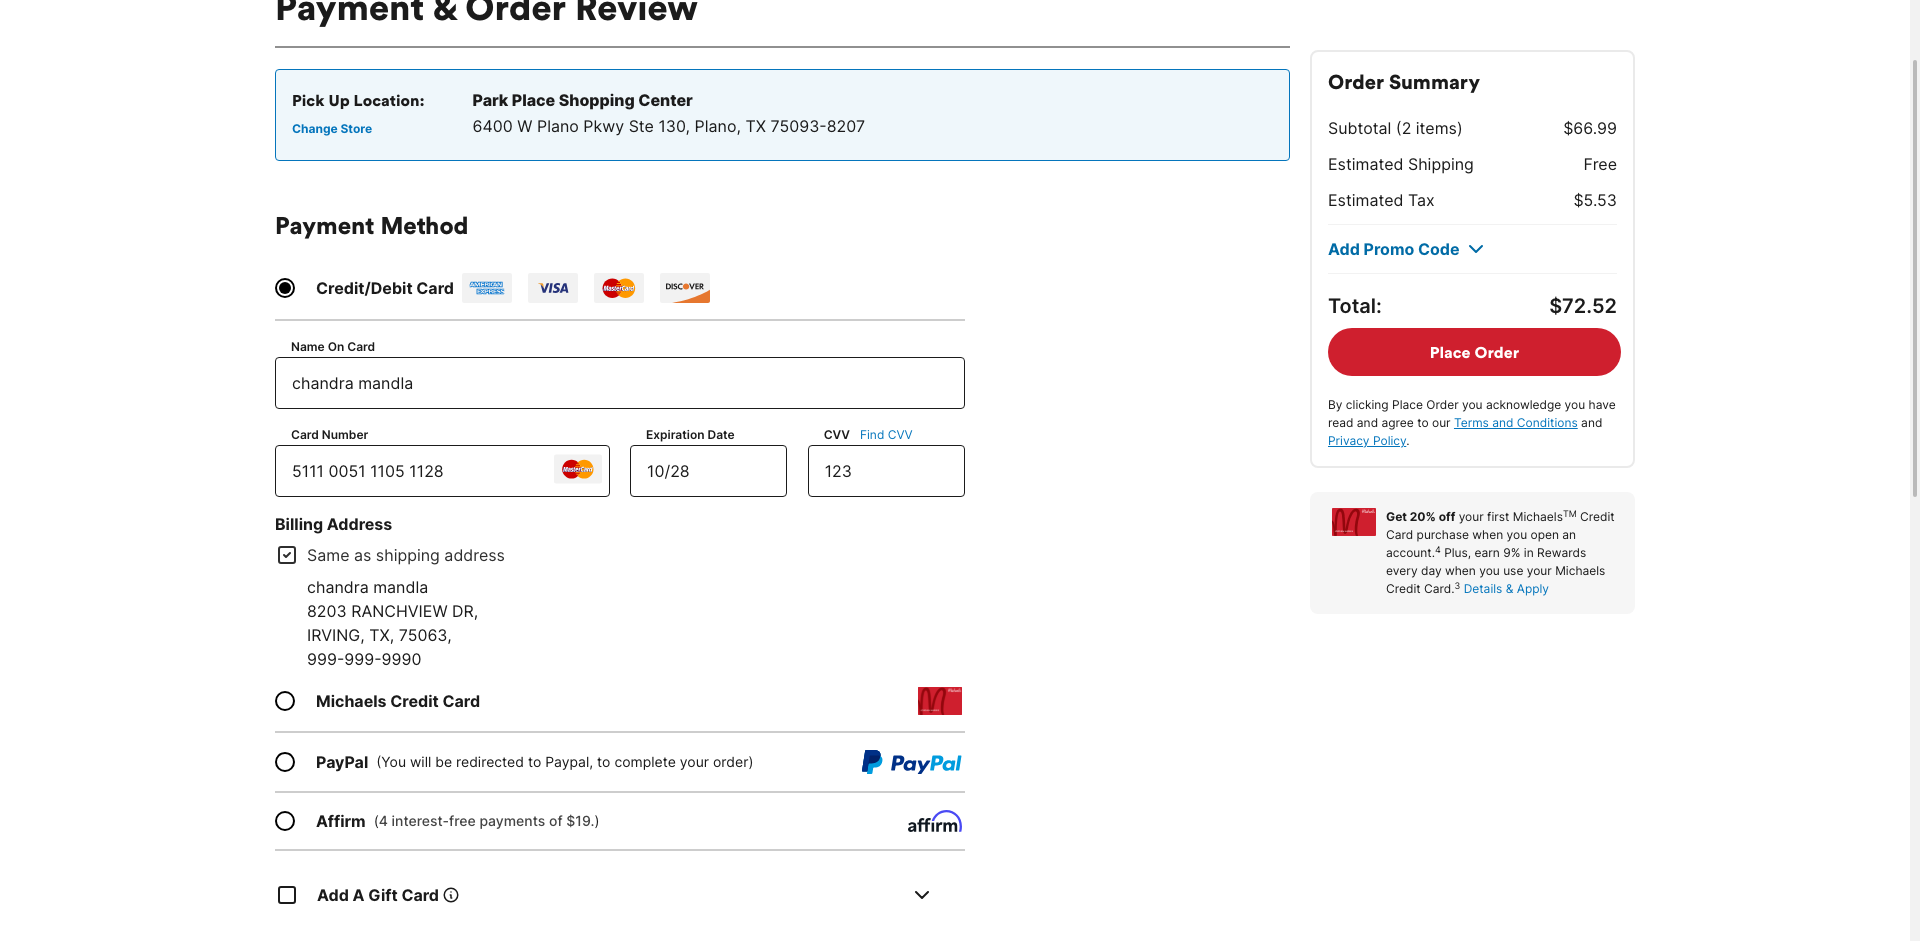 Payment & Order Review
Pick Up Location:
Change Store
Park Place Shopping Center
6400 W Plano Pkwy Ste 130, Plano, TX 75093-8207
Payment Method
Credit/Debit Card
AMERICAN EXPRESS
VISA
MasterCard
DISCOVER
Name On Card
chandra mandla
Card Number
5111 0051 1105 1128
MasterCard
Expiration Date
10/28
CVV Find CVV
123
Billing Address
Same as shipping address
chandra mandla
8203 RANCHVIEW DR,
IRVING, TX, 75063,
999-999-9990
Michaels Credit Card
PayPal (You will be redirected to Paypal, to complete your order)
PayPal
Affirm (4 interest-free payments of $19.)
affirm
Add A Gift Card
Order Summary
Subtotal (2 items) $66.99
Estimated Shipping Free
Estimated Tax $5.53
Add Promo Code
Total: $72.52
Place Order
By clicking Place Order you acknowledge you have
read and agree to our Terms and Conditions and
Privacy Policy.
Get 20% off your first Michaels™ Credit
Card purchase when you open an
account.⁴ Plus, earn 9% in Rewards
every day when you use your Michaels
Credit Card.³ Details & Apply